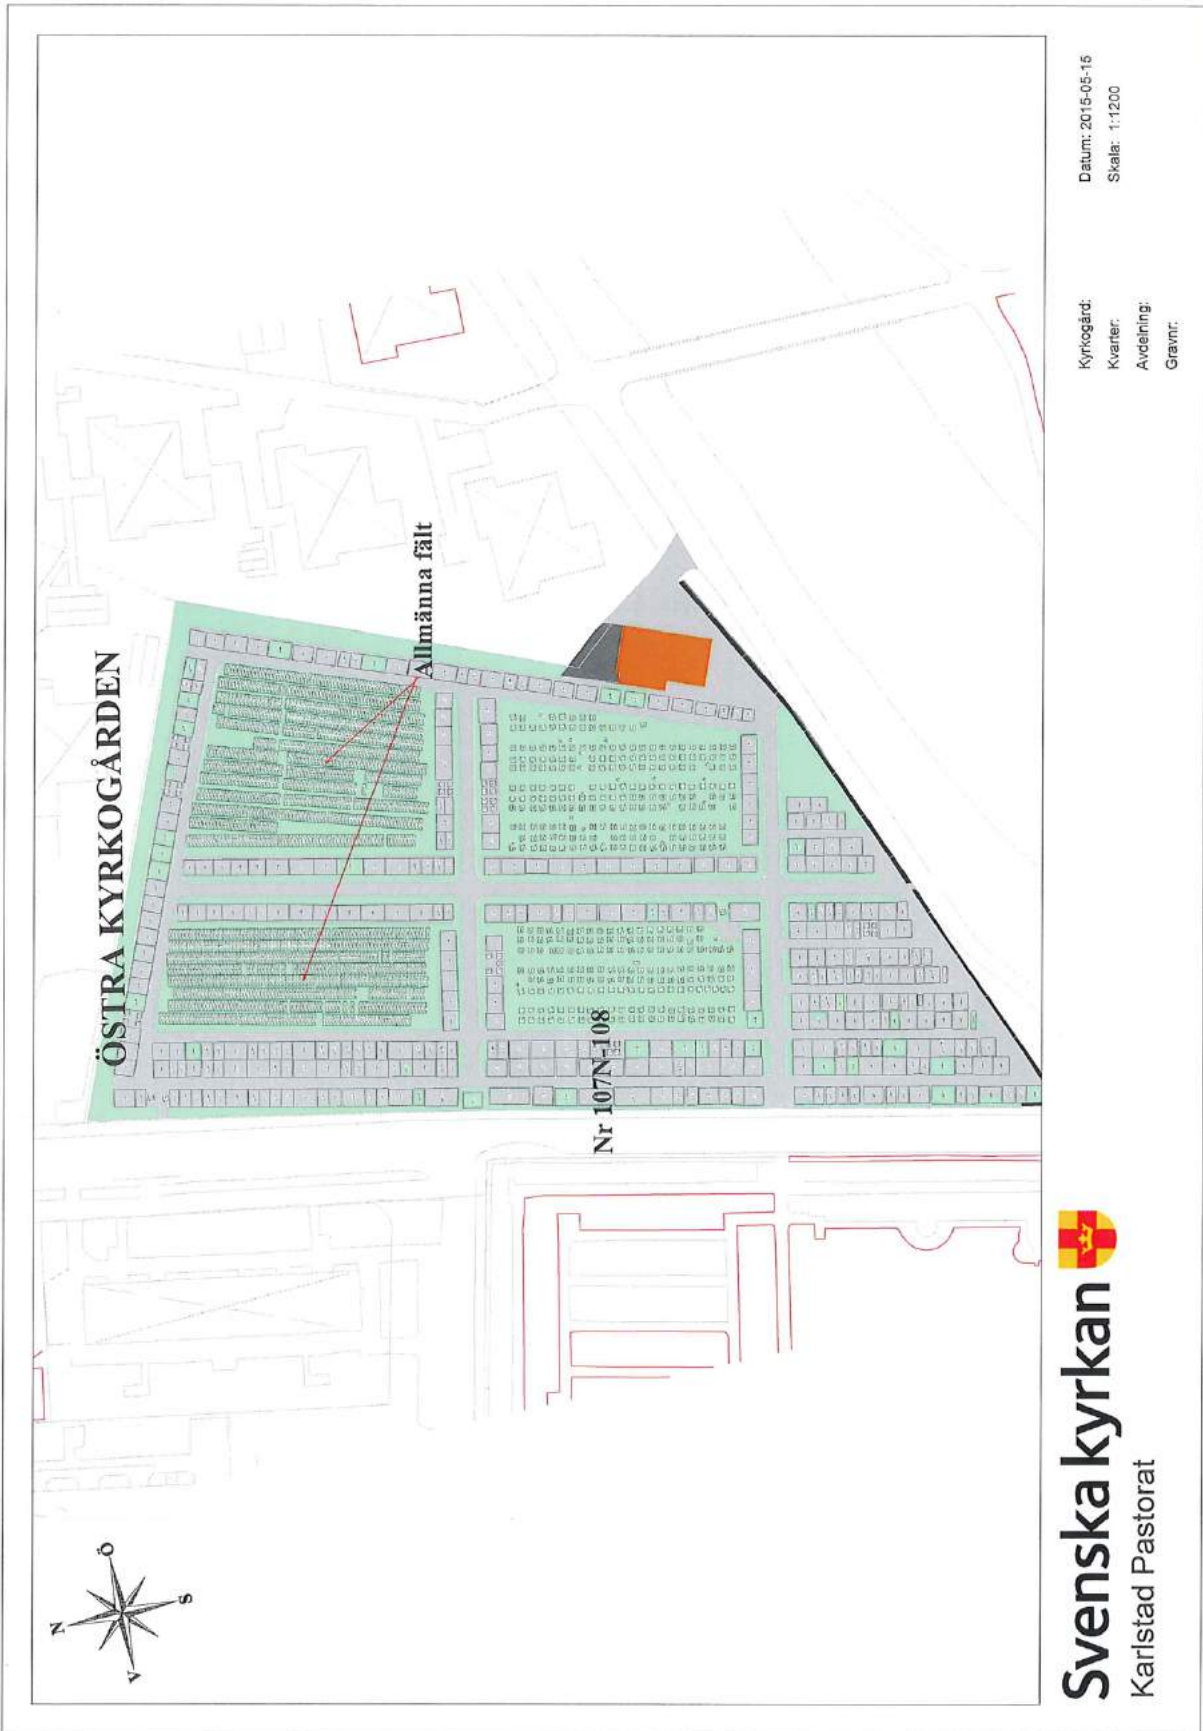 ÖSTRA KYRKOGÅRDEN
Allmänna fält
Nr 107N-108
N
Ö
V
S
Svenska kyrkan
Karlstad Pastorat
Kyrkogård:
Kvarter:
Avdelning:
Gravnr:
Datum: 2015-05-15
Skala: 1:1200